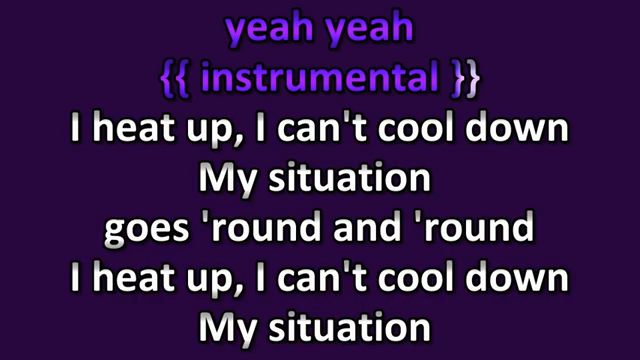 yeah yeah
{{ instrumental }}
I heat up, I can't cool down
My situation
goes 'round and 'round
I heat up, I can't cool down
My situation